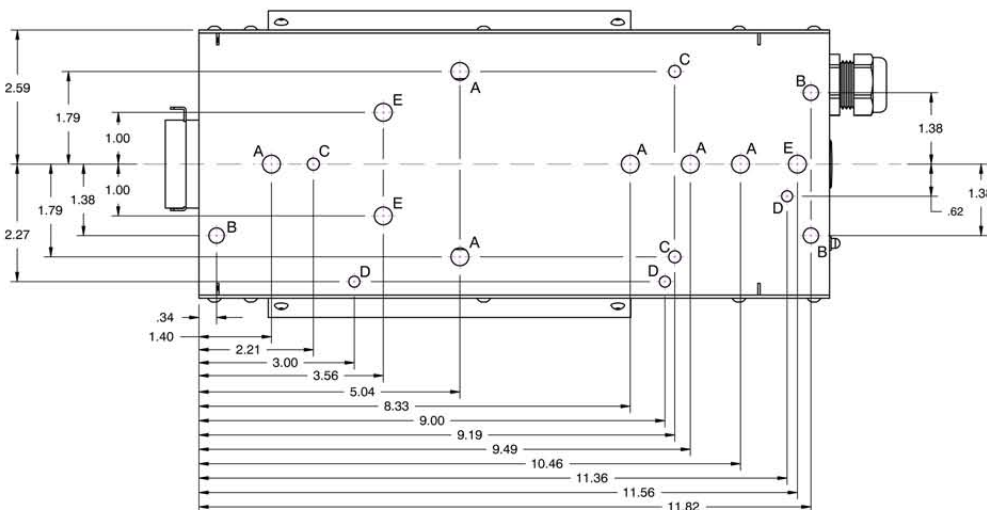 C
A
B
2.59
1.79
E
1.00
1.38
A
C
A
A
A
E
1.00
1.38
1.79
2.27
E
D
.62
1.38
B
A
C
B
D
D
.34
1.40
2.21
3.00
3.56
5.04
8.33
9.00
9.19
9.49
10.46
11.36
11.56
11.82